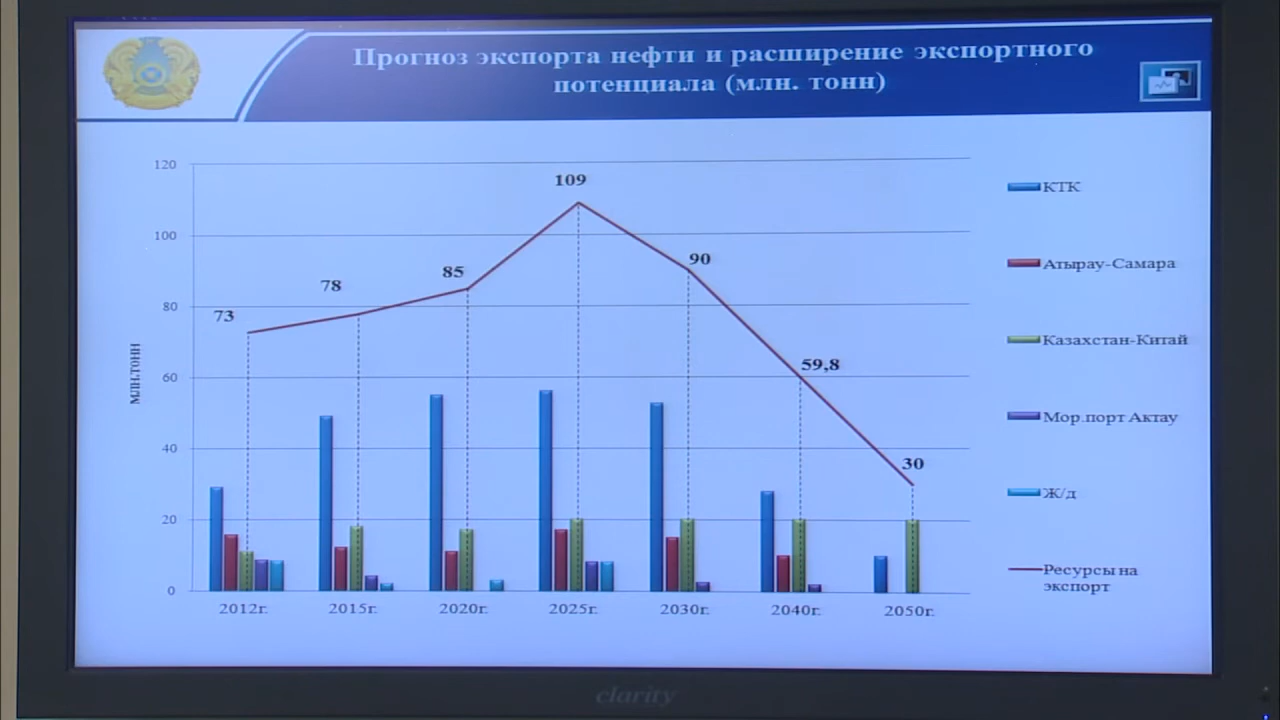 Прогноз экспорта нефти и расширение экспортного
потенциала (млн. тонн)
120
100
80
60
40
20
0
млн.тонн
73
78
85
109
90
59,8
30
2012г.
2015г.
2020г.
2025г.
2030г.
2040г.
2050г.
КТК
Атырау-Самара
Казахстан-Китай
Мор.порт Актау
Ж/д
Ресурсы на
экспорт
clarity